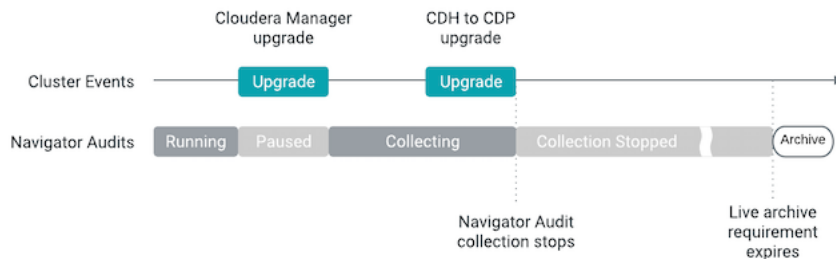 Cloudera Manager
upgrade
CDH to CDP
upgrade
Cluster Events
Upgrade
Upgrade
Navigator Audits
Running
Paused
Collecting
Collection Stopped
Archive
Navigator Audit
collection stops
Live archive
requirement
expires